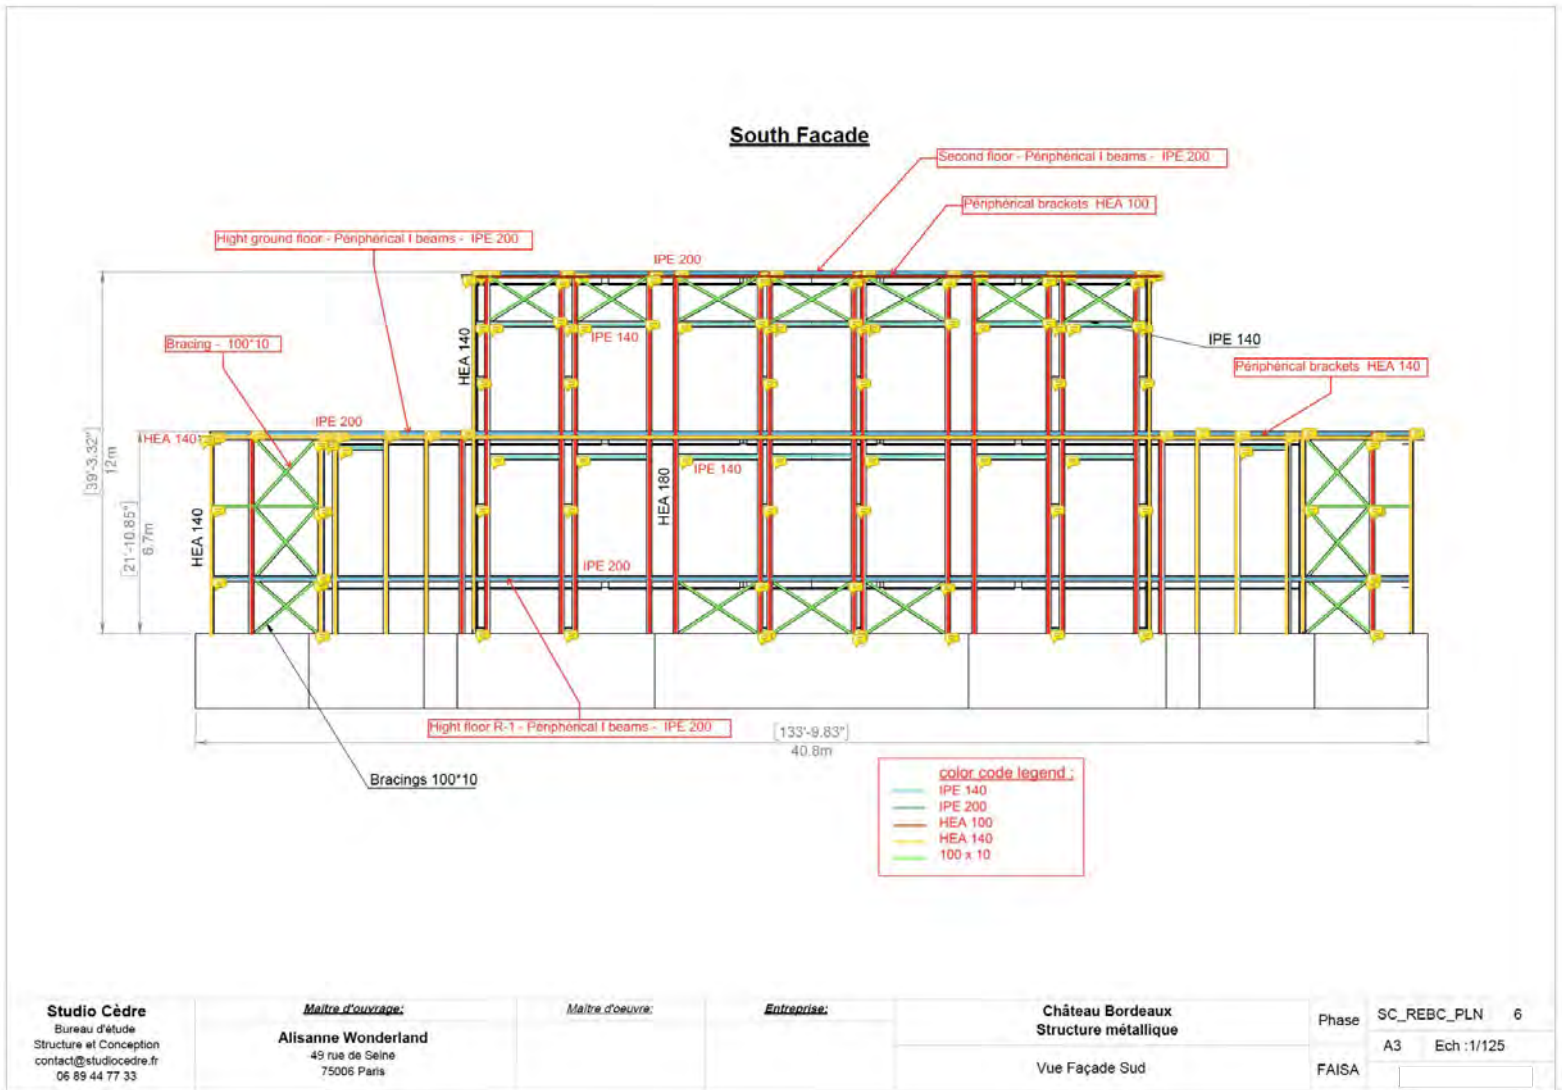 South Facade
Second floor - Périphérical I beams - IPE 200
Périphérical brackets HEA 100
Hight ground floor - Périphérical I beams - IPE 200
IPE 200
Bracing - 100*10
HEA 140
IPE 140
IPE 140
Périphérical brackets HEA 140
IPE 200
HEA 140
[39'-3.32"]
12m
IPE 140
HEA 180
[21'-10.85"]
6.7m
HEA 140
IPE 200
Hight floor R-1 - Périphérical I beams - IPE 200
[133'-9.83"]
40.8m
Bracings 100*10
color code legend :
IPE 140
IPE 200
HEA 100
HEA 140
100 x 10
Studio Cèdre
Bureau d'étude
Structure et Conception
contact@studiocedre.fr
06 89 44 77 33
Maître d'ouvrage:
Alisanne Wonderland
49 rue de Seine
75006 Paris
Maître d'oeuvre:
Entreprise:
Château Bordeaux
Structure métallique
Vue Façade Sud
Phase
FAISA
SC_REBC_PLN 6
A3 Ech :1/125